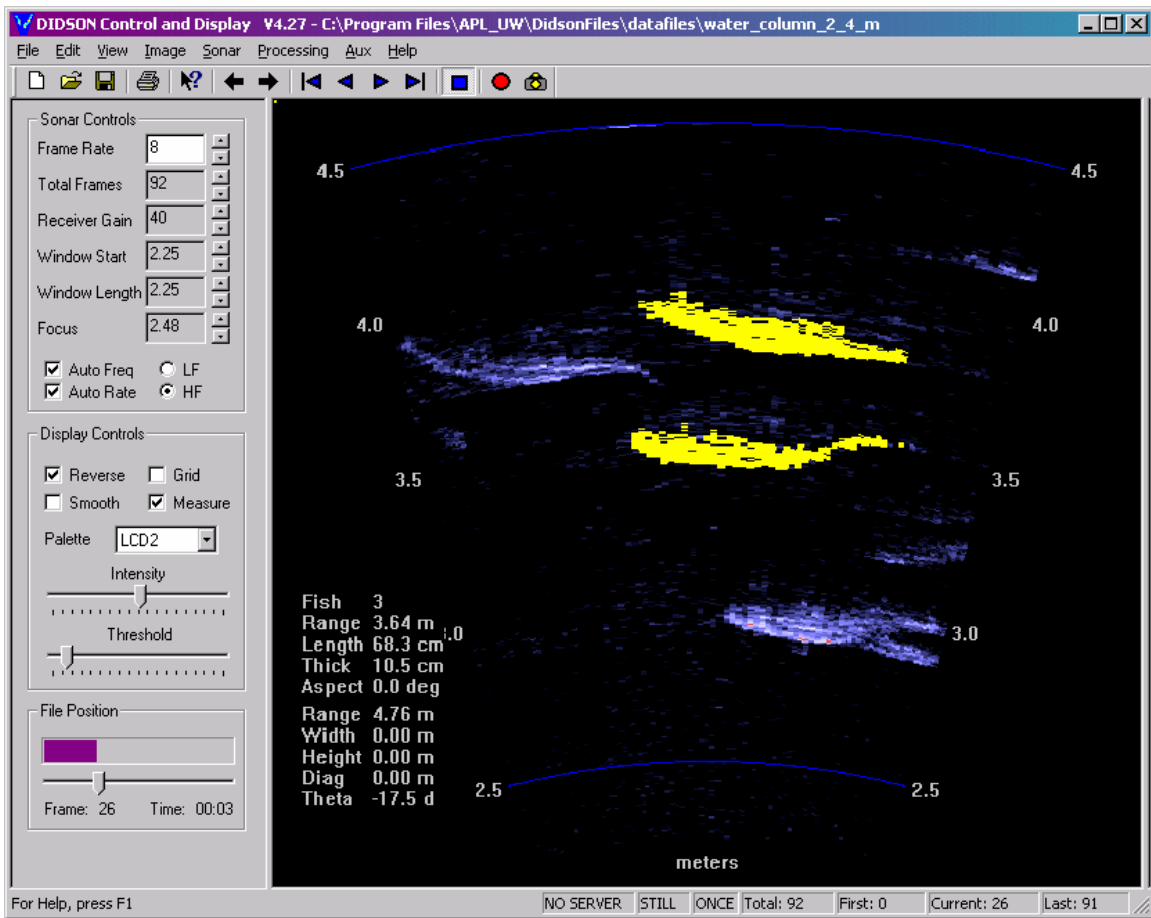 DIDSON Control and Display V4.27 - C:\Program Files\APL_UW\DidsonFiles\datafiles\water_column_2_4_m
File Edit View Image Sonar Processing Aux Help
Sonar Controls
Frame Rate 8
Total Frames 92
Receiver Gain 40
Window Start 2.25
Window Length 2.25
Focus 2.48
Auto Freq LF
Auto Rate HF
Display Controls
Reverse Grid
Smooth Measure
Palette LCD2
Intensity
Threshold
File Position
Frame: 26 Time: 00:03
4.5 4.5
4.0 4.0
3.5 3.5
Fish 3
Range 3.64 m
Length 68.3 cm
.0 3.0
Thick 10.5 cm
Aspect 0.0 deg
Range 4.76 m
Width 0.00 m
Height 0.00 m
Diag 0.00 m
Theta -17.5 d
2.5 2.5
meters
For Help, press F1
NO SERVER STILL ONCE Total: 92 First: 0 Current: 26 Last: 91